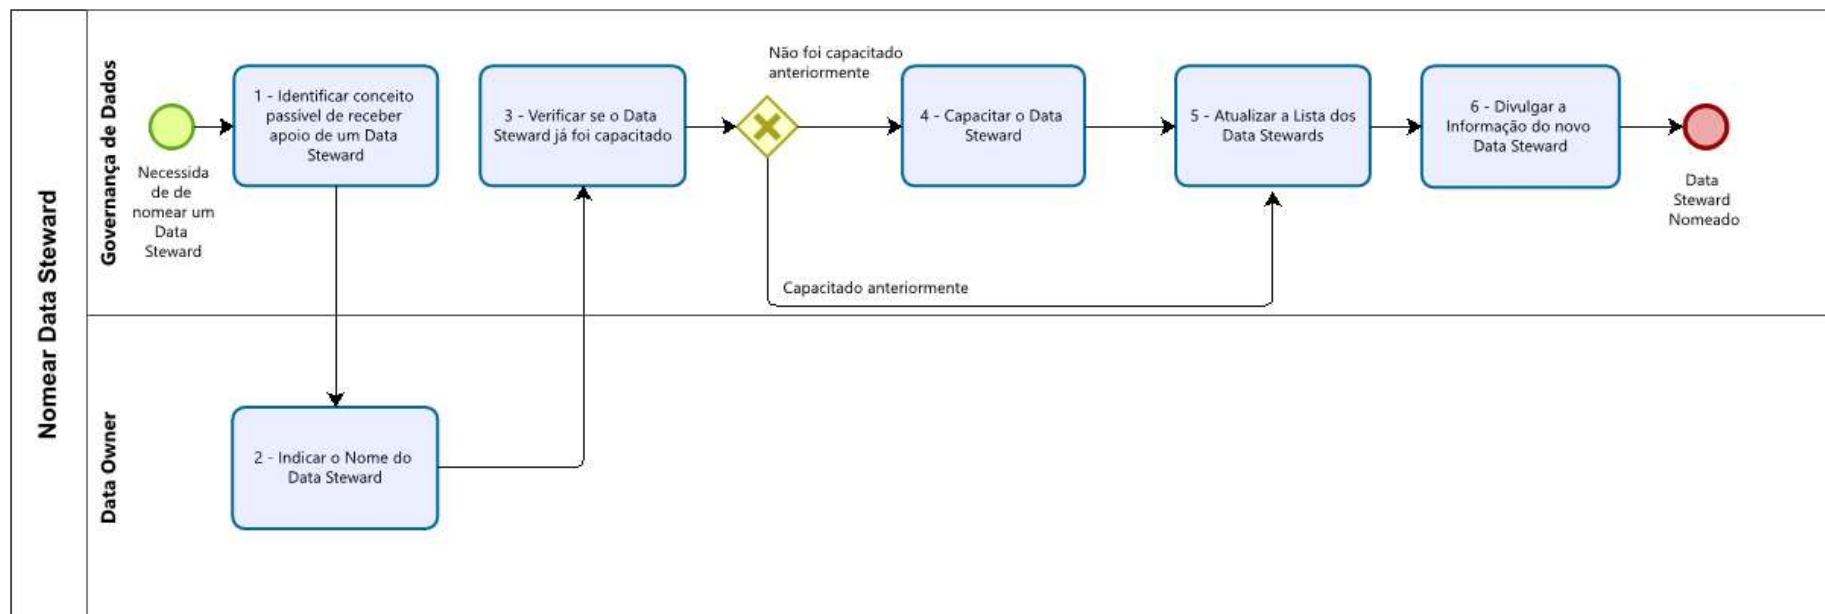 Nomear Data Steward
Governança de Dados
Necessida
de de
nomear um
Data
Steward
1 - Identificar conceito
passível de receber
apoio de um Data
Steward
3 - Verificar se o Data
Steward já foi capacitado
Não foi capacitado
anteriormente
Capacitado anteriormente
4 - Capacitar o Data
Steward
5 - Atualizar a Lista dos
Data Stewards
6 - Divulgar a
Informação do novo
Data Steward
Data
Steward
Nomeado
Data Owner
2 - Indicar o Nome do
Data Steward